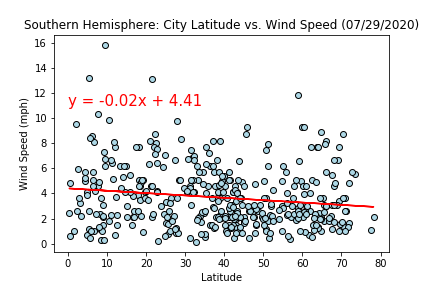 Southern Hemisphere: City Latitude vs. Wind Speed (07/29/2020)
16
14
12
10
8
6
4
2
0
Wind Speed (mph)
y = -0.02x + 4.41
0 10 20 30 40 50 60 70 80
Latitude